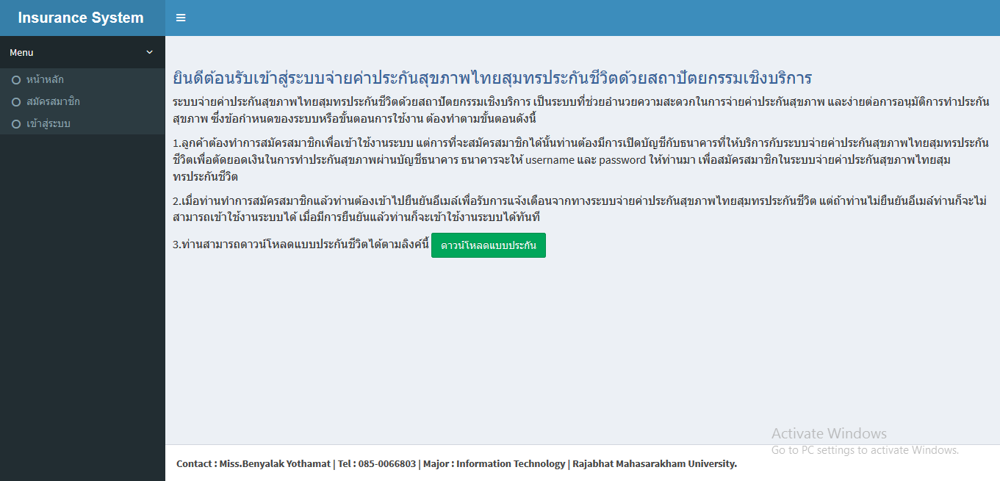 Insurance System
Menu
หน้าหลัก
สมัครสมาชิก
เข้าสู่ระบบ
ยินดีต้อนรับเข้าสู่ระบบจ่ายค่าประกันสุขภาพไทยสุมทรประกันชีวิตด้วยสถาปัตยกรรมเชิงบริการ
ระบบจ่ายค่าประกันสุขภาพไทยสุมทรประกันชีวิตด้วยสถาปัตยกรรมเชิงบริการ เป็นระบบที่ช่วยอำนวยความสะดวกในการจ่ายค่าประกันสุขภาพ และง่ายต่อการอนุมัติการทำประกัน
สุขภาพ ซึ่งข้อกำหนดของระบบหรือขั้นตอนการใช้งาน ต้องทำตามขั้นตอนดังนี้
1.ลูกค้าต้องทำการสมัครสมาชิกเพื่อเข้าใช้งานระบบ แต่การที่จะสมัครสมาชิกได้นั้นท่านต้องมีการเปิดบัญชีกับธนาคารที่ให้บริการกับระบบจ่ายค่าประกันสุขภาพไทยสุมทรประกัน
ชีวิตเพื่อตัดยอดเงินในการทำประกันสุขภาพผ่านบัญชีธนาคาร ธนาคารจะให้ username และ password ให้ท่านมา เพื่อสมัครสมาชิกในระบบจ่ายค่าประกันสุขภาพไทยสุม
ทรประกันชีวิต
2.เมื่อท่านทำการสมัครสมาชิกแล้วท่านต้องเข้าไปยืนยันอีเมล์เพื่อรับการแจ้งเตือนจากทางระบบจ่ายค่าประกันสุขภาพไทยสุมทรประกันชีวิต แต่ถ้าท่านไม่ยืนยันอีเมล์ท่านก็จะไม่
สามารถเข้าใช้งานระบบได้ เมื่อมีการยืนยันแล้วท่านก็จะเข้าใช้งานระบบได้ทันที
3.ท่านสามารถดาวน์โหลดแบบประกันชีวิตได้ตามลิงค์นี้ ดาวน์โหลดแบบประกัน
Activate Windows
Go to PC settings to activate Windows.
Contact : Miss.Benyalak Yothamat | Tel : 085-0066803 | Major : Information Technology | Rajabhat Mahasarakham University.